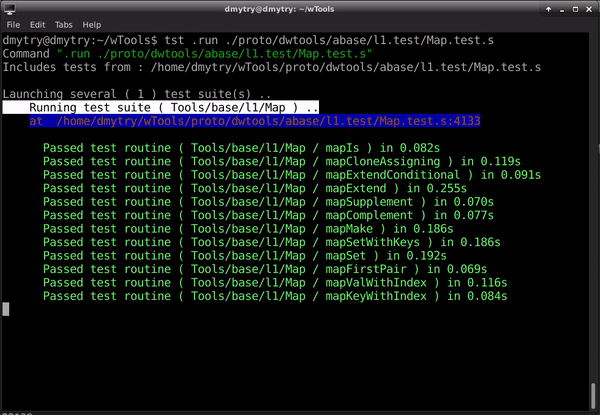 dmytry@dmytry: ~/wTools
File Edit Tabs Help
dmytry@dmytry:~/wTools$ tst .run ./proto/dwtools/abase/l1.test/Map.test.s
Command ".run ./proto/dwtools/abase/l1.test/Map.test.s"
Includes tests from : /home/dmytry/wTools/proto/dwtools/abase/l1.test/Map.test.s
Launching several ( 1 ) test suite(s) ..
Running test suite ( Tools/base/l1/Map ) ..
at /home/dmytry/wTools/proto/dwtools/abase/l1.test/Map.test.s:4133
Passed test routine ( Tools/base/l1/Map / mapIs ) in 0.082s
Passed test routine ( Tools/base/l1/Map / mapCloneAssigning ) in 0.119s
Passed test routine ( Tools/base/l1/Map / mapExtendConditional ) in 0.091s
Passed test routine ( Tools/base/l1/Map / mapExtend ) in 0.255s
Passed test routine ( Tools/base/l1/Map / mapSupplement ) in 0.070s
Passed test routine ( Tools/base/l1/Map / mapComplement ) in 0.077s
Passed test routine ( Tools/base/l1/Map / mapMake ) in 0.186s
Passed test routine ( Tools/base/l1/Map / mapSetWithKeys ) in 0.186s
Passed test routine ( Tools/base/l1/Map / mapSet ) in 0.192s
Passed test routine ( Tools/base/l1/Map / mapFirstPair ) in 0.069s
Passed test routine ( Tools/base/l1/Map / mapValWithIndex ) in 0.116s
Passed test routine ( Tools/base/l1/Map / mapKeyWithIndex ) in 0.084s